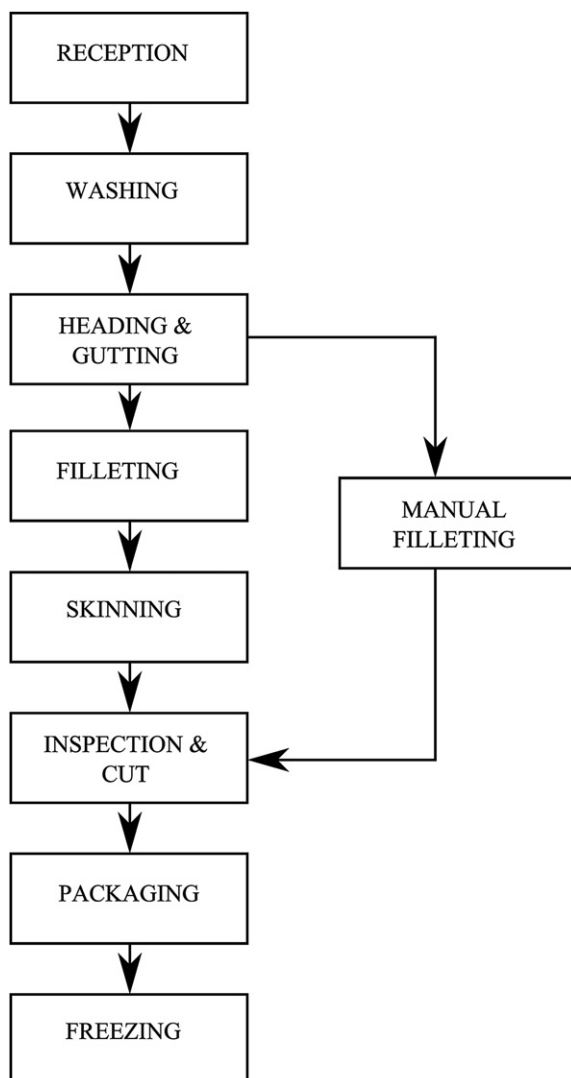 RECEPTION
WASHING
HEADING &
GUTTING
FILLETING
SKINNING
MANUAL
FILLETING
INSPECTION &
CUT
PACKAGING
FREEZING